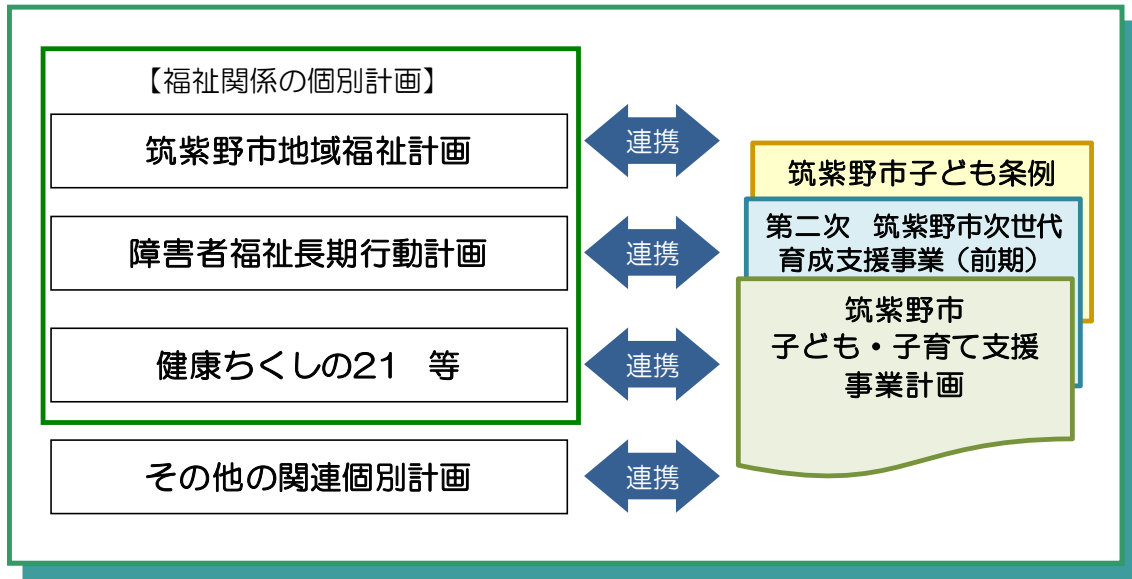 【福祉関係の個別計画】
筑紫野市地域福祉計画
連携
障害者福祉長期行動計画
連携
健康ちくしの21　等
連携
その他の関連個別計画
連携
筑紫野市子ども条例
第二次　筑紫野市次世代
育成支援事業（前期）
筑紫野市
子ども・子育て支援
事業計画